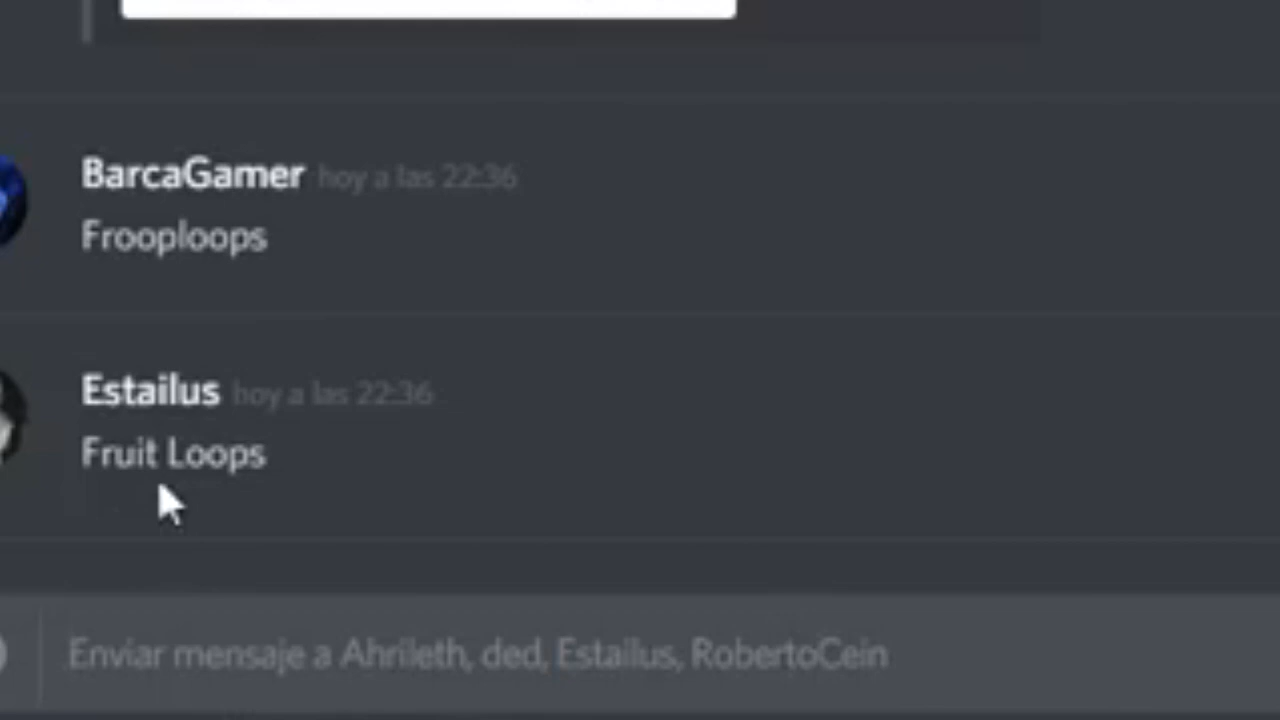 BarcaGamer hoy a las 22:36
Frooploops
Estailus hoy a las 22:36
Fruit Loops
Enviar mensaje a Ahrileth, ded, Estailus, RobertoCein